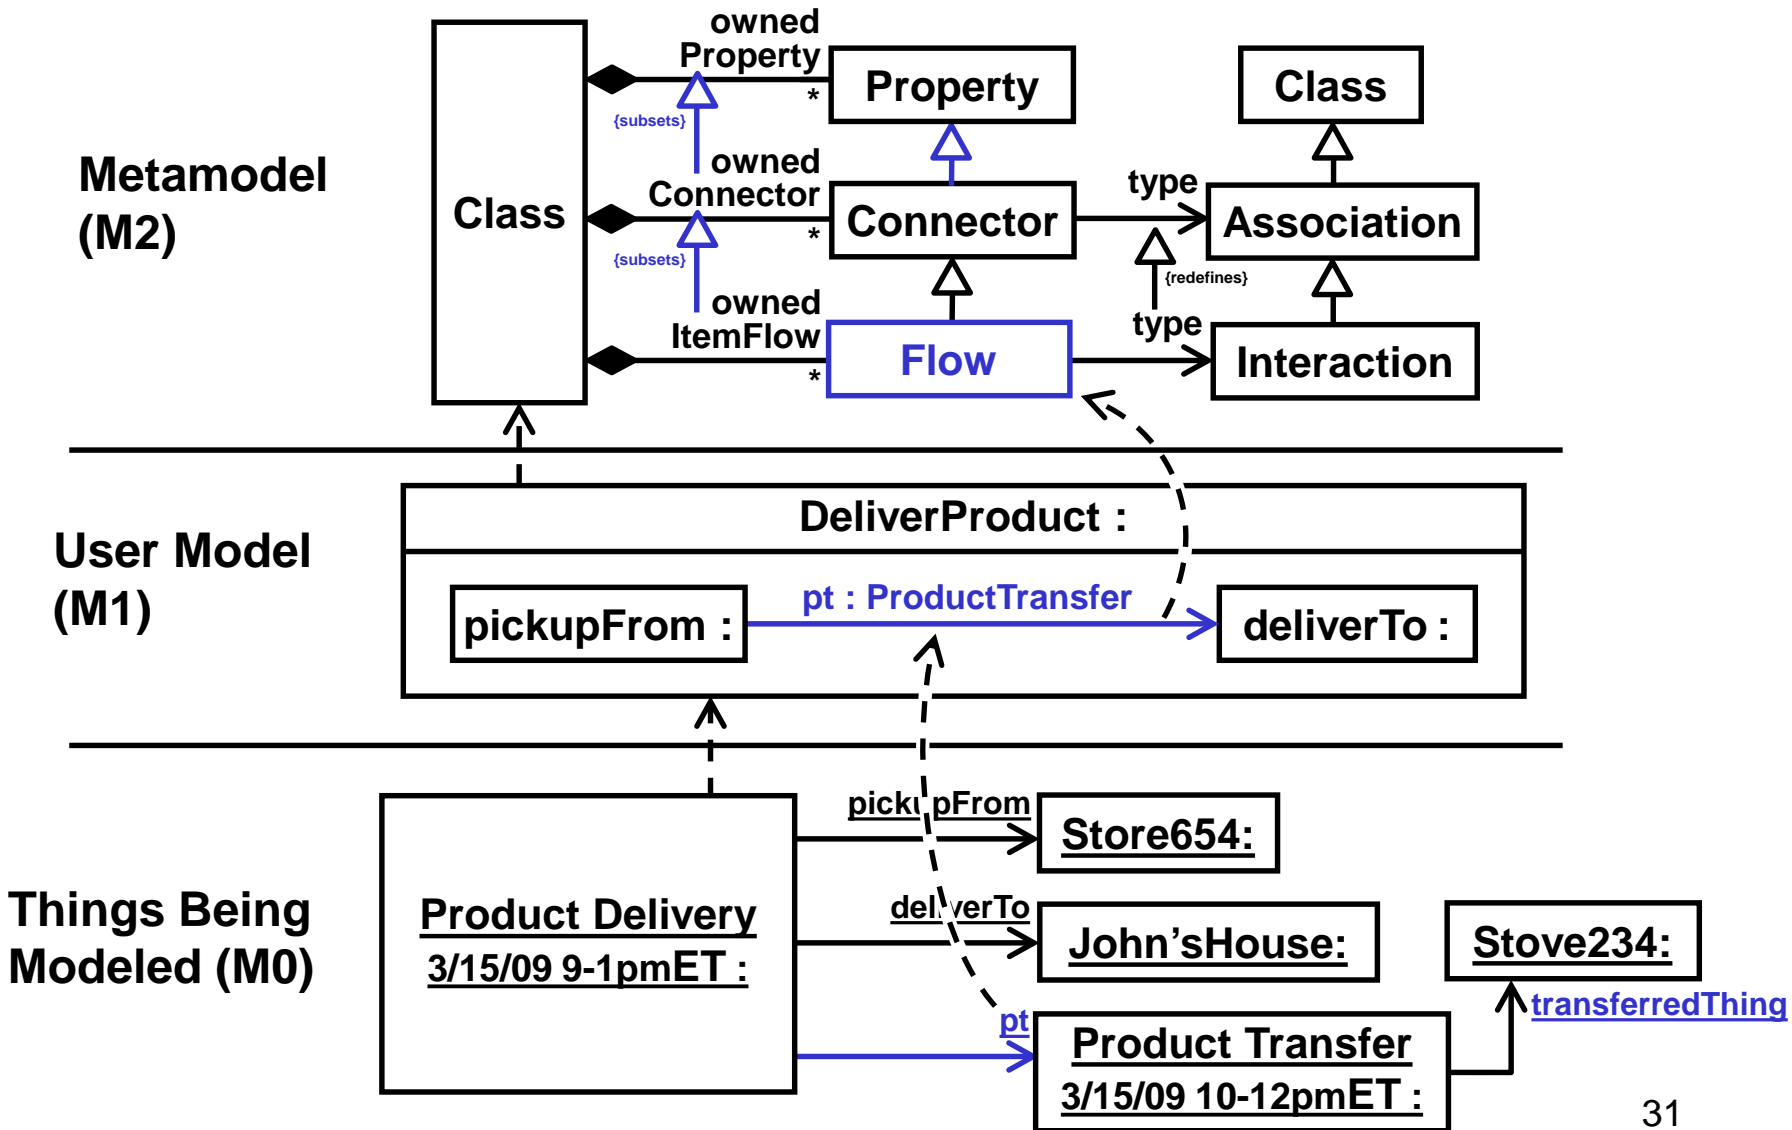 owned
Property
*
Property
Class
{subsets}
Metamodel
(M2)
Class
owned
Connector
*
Connector
type
Association
{subsets}
{redefines}
owned
ItemFlow
*
Flow
type
Interaction
User Model
(M1)
DeliverProduct :
pickupFrom :
pt : ProductTransfer
deliverTo :
Things Being
Modeled (M0)
Product Delivery
3/15/09 9-1pmET :
pickupFrom
Store654:
deliverTo
John'sHouse:
Stove234:
transferredThing
pt
Product Transfer
3/15/09 10-12pmET :
31